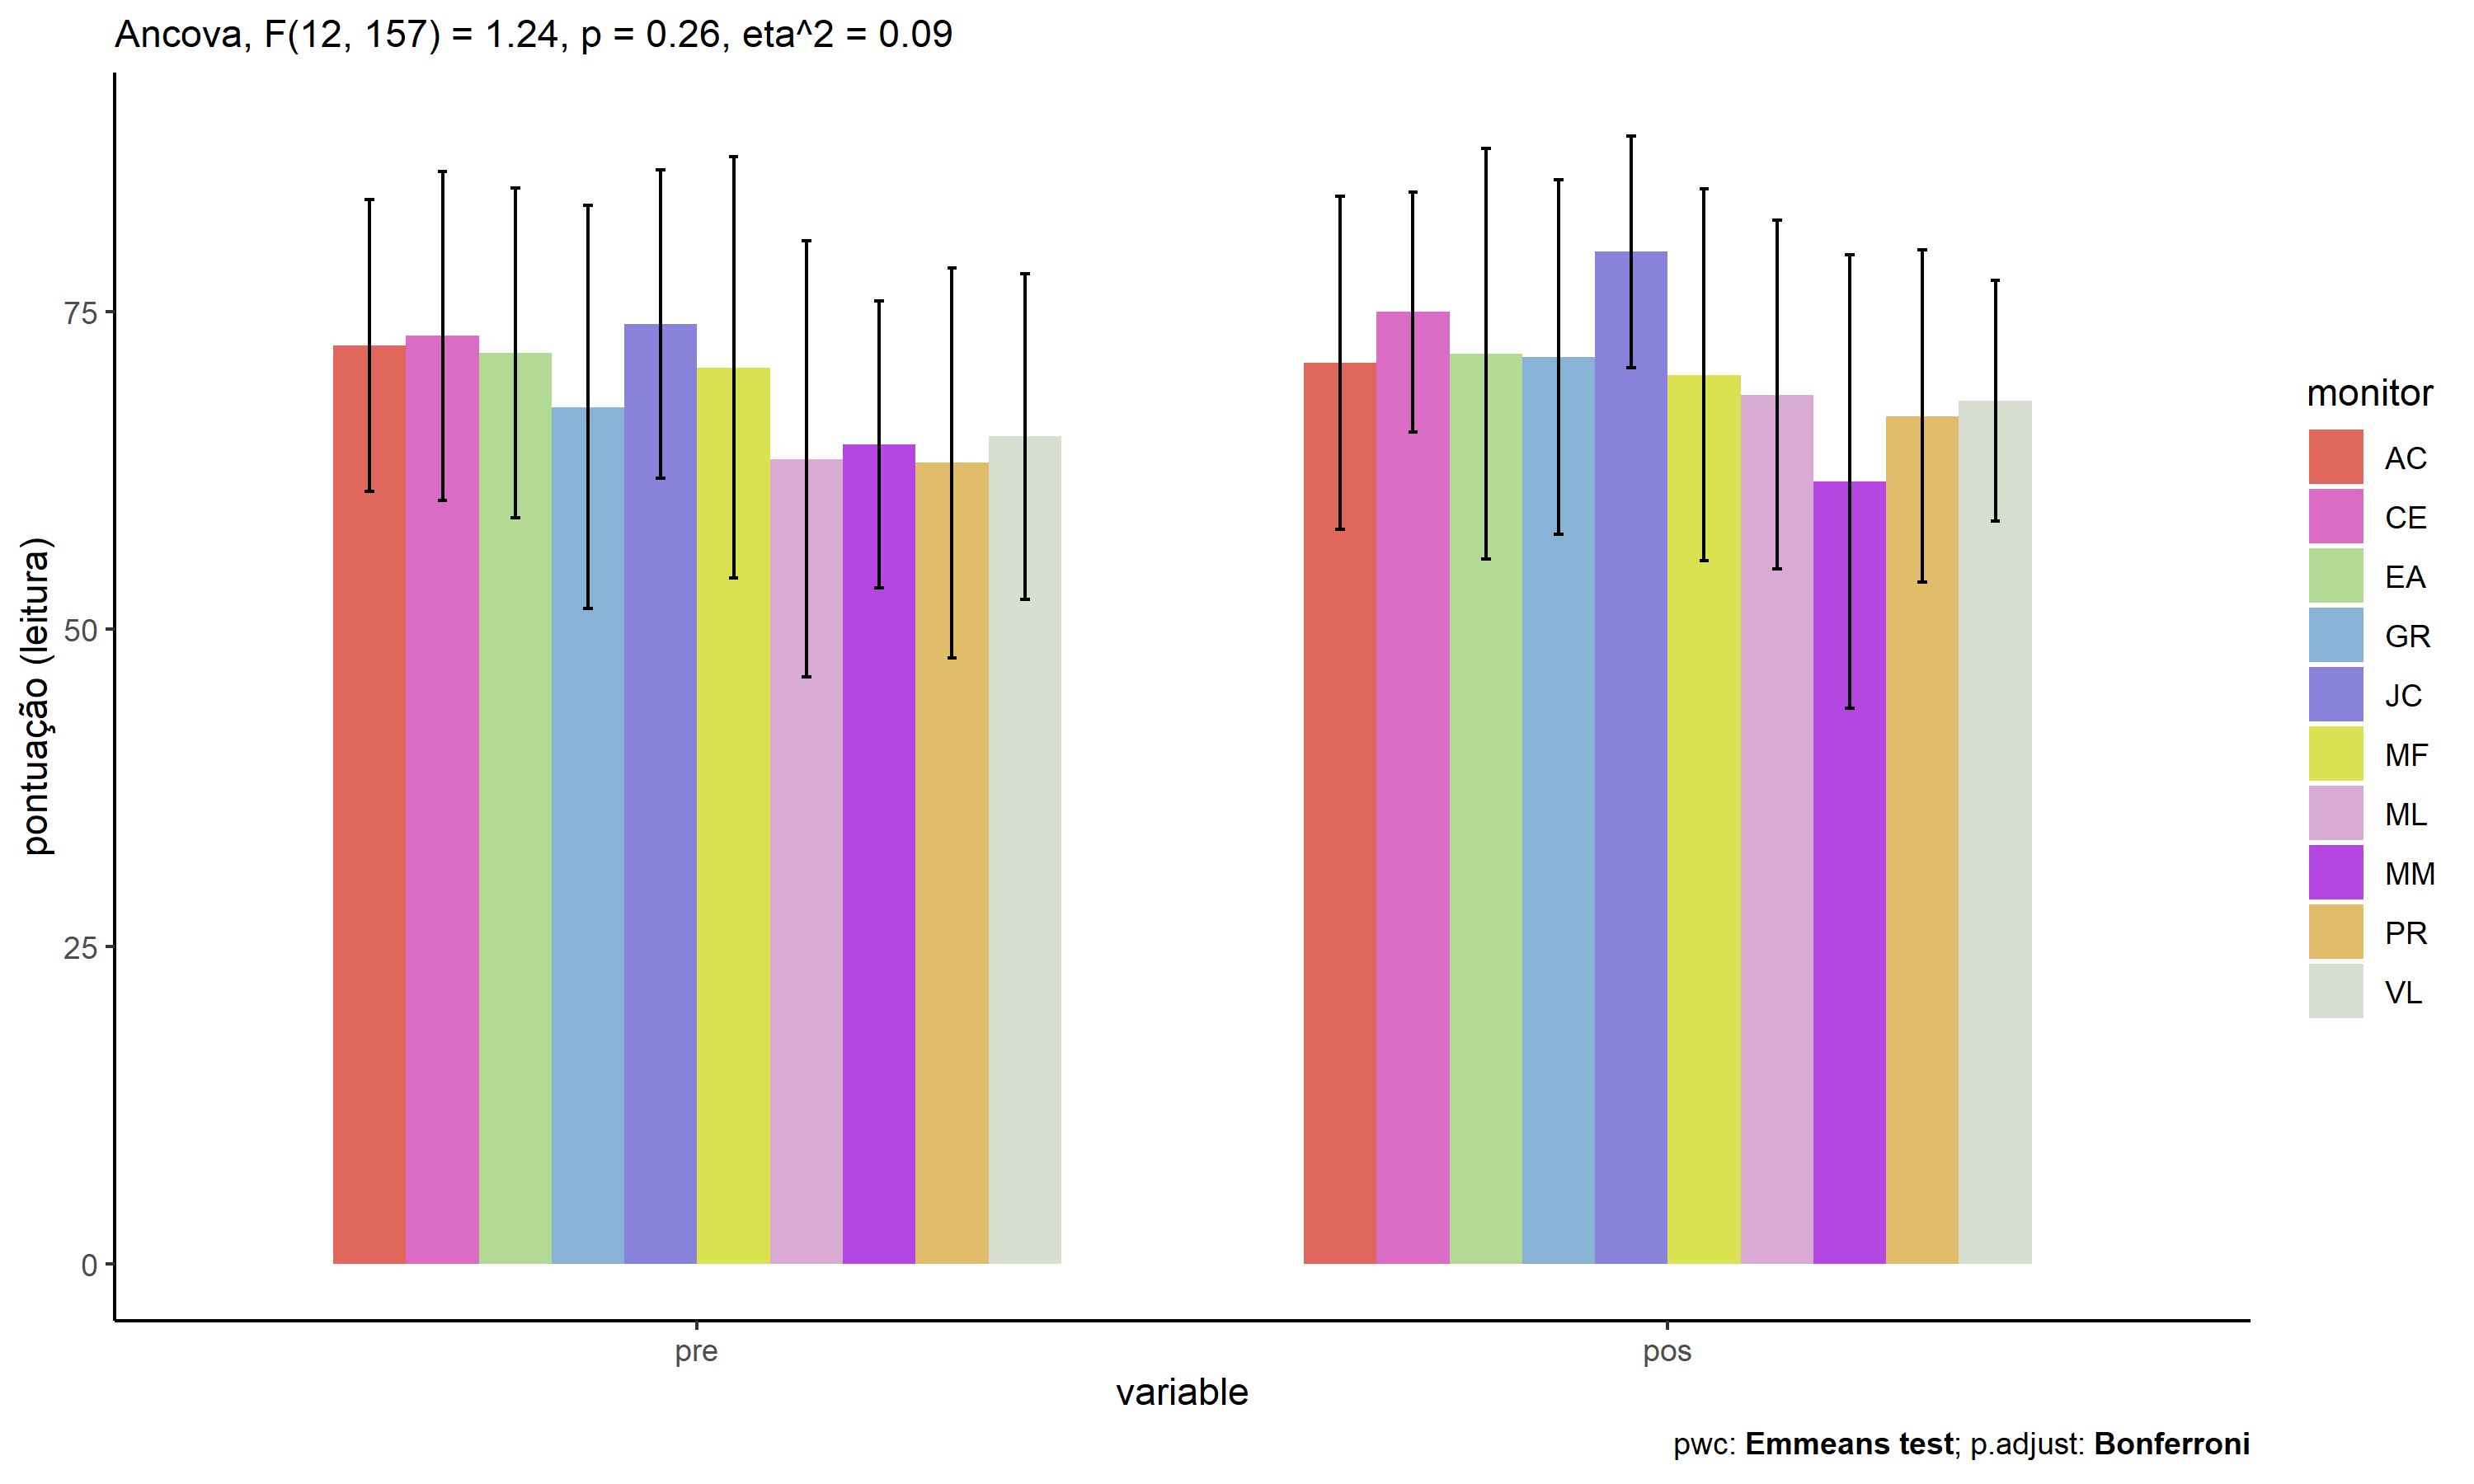 Ancova, F(12, 157) = 1.24, p = 0.26, eta^2 = 0.09
pontuação (leitura)
75
50
25
0
pre
pos
variable
monitor
AC
CE
EA
GR
JC
MF
ML
MM
PR
VL
pwc: Emmeans test; p.adjust: Bonferroni